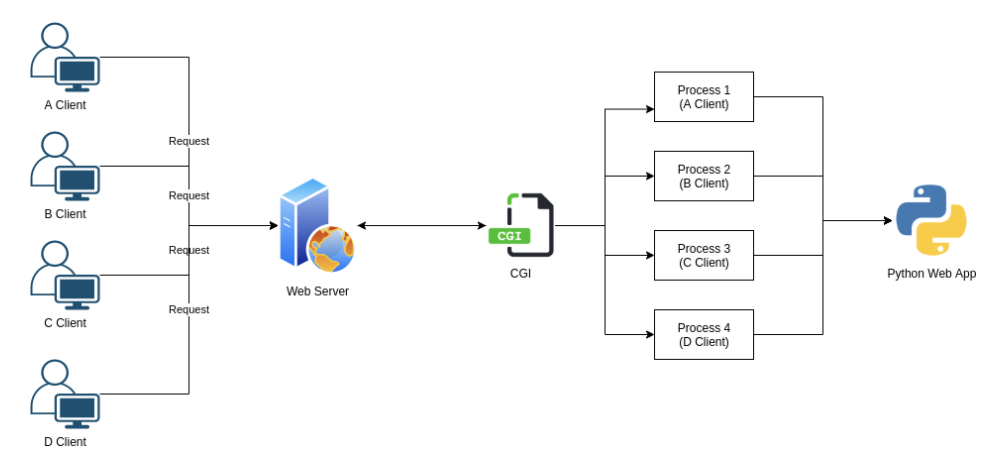 A Client
Request
B Client
Request
Request
C Client
Request
D Client
Web Server
CGI
CGI
Process 1
(A Client)
Process 2
(B Client)
Process 3
(C Client)
Process 4
(D Client)
Python Web App